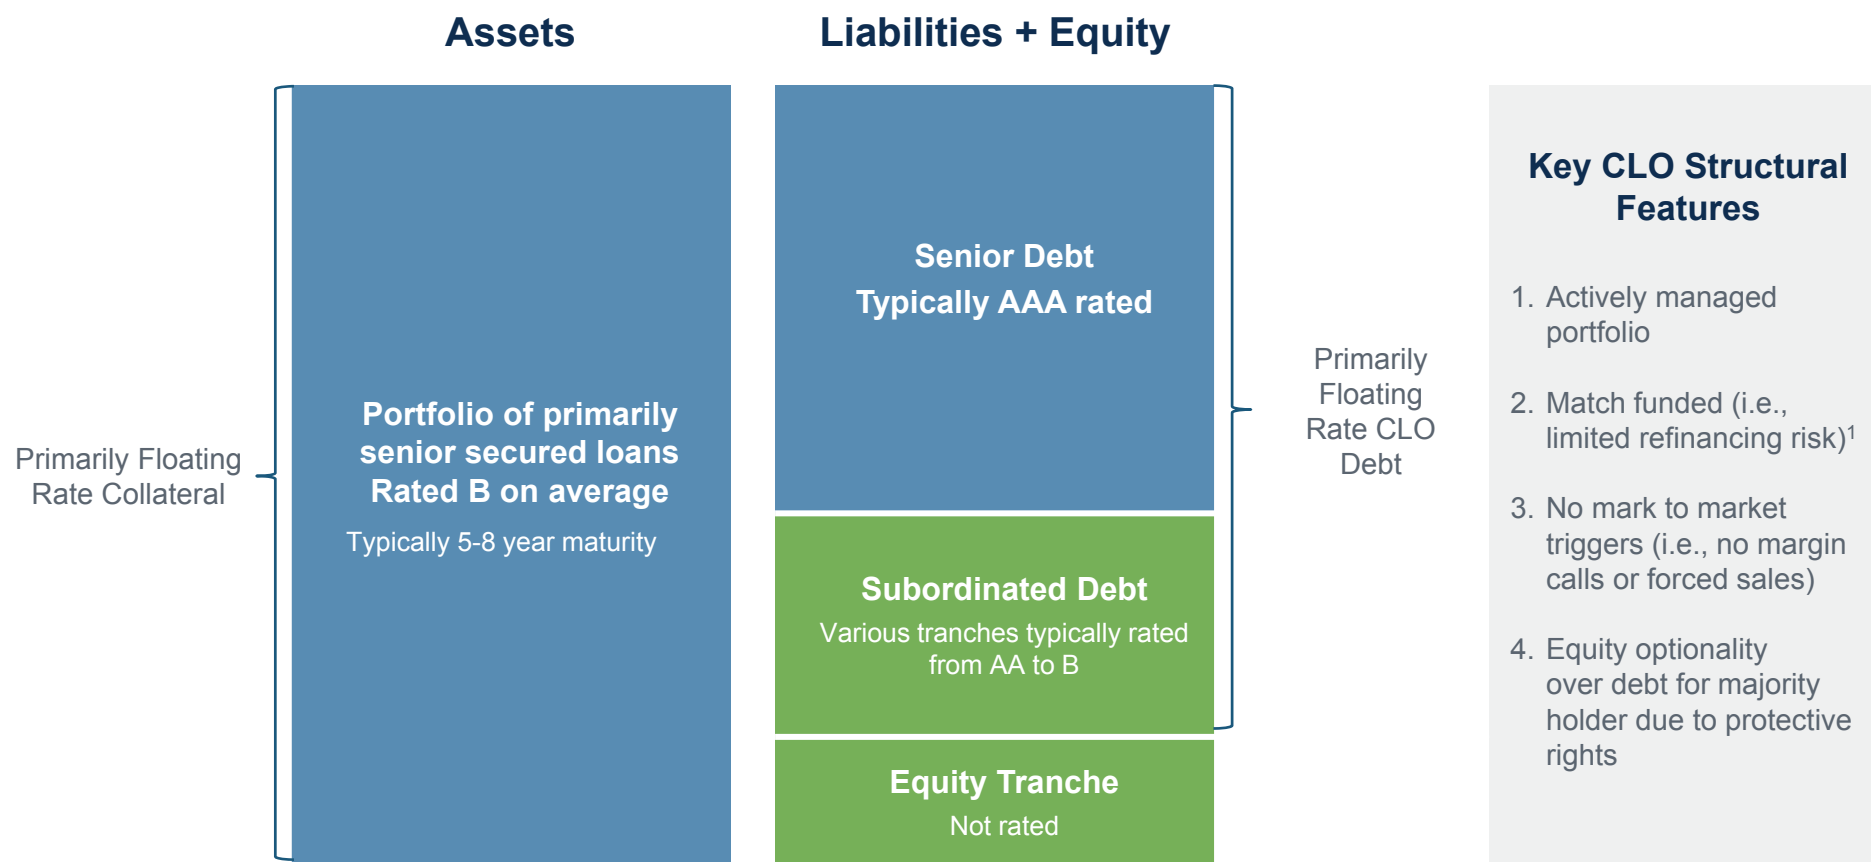 Assets
Liabilities + Equity
Primarily Floating
Rate Collateral
Portfolio of primarily
senior secured loans
Rated B on average
Typically 5-8 year maturity
Senior Debt
Typically AAA rated
Subordinated Debt
Various tranches typically rated
from AA to B
Equity Tranche
Not rated
Primarily
Floating
Rate CLO
Debt
Key CLO Structural
Features
1. Actively managed
portfolio
2. Match funded (i.e.,
limited refinancing risk)¹
3. No mark to market
triggers (i.e., no margin
calls or forced sales)
4. Equity optionality
over debt for majority
holder due to protective
rights